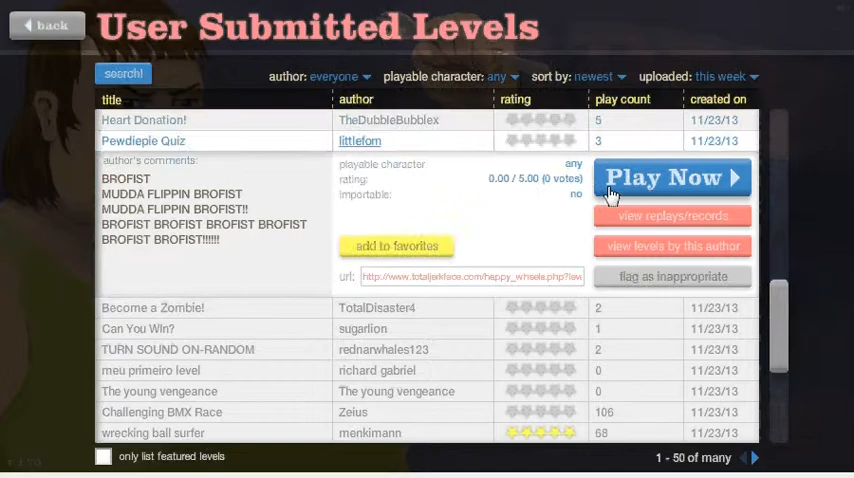 back
User Submitted Levels
search!
author: everyone playable character: any sort by: newest uploaded: this week
title author rating play count created on
Heart Donation! TheDubbleBubblex 5 11/23/13
Pewdiepie Quiz littlefom 3 11/23/13
author's comments:
BROFIST
MUDDA FLIPPIN BROFIST
MUDDA FLIPPIN BROFIST!!
BROFIST BROFIST BROFIST BROFIST
BROFIST BROFIST!!!!!!
playable character any
rating: 0.00 / 5.00 (0 votes)
importable: no
add to favorites
url: http://www.totaljerkface.com/happy_wheels.php?leve
Play Now
view replays/records
view levels by this author
flag as inappropriate
Become a Zombie! TotalDisaster4 2 11/23/13
Can You Win? sugarlion 1 11/23/13
TURN SOUND ON-RANDOM rednarwhales123 2 11/23/13
meu primeiro level richard gabriel 0 11/23/13
The young vengeance The young vengeance 0 11/23/13
Challenging BMX Race Zeius 106 11/23/13
wrecking ball surfer menkimann 68 11/23/13
only list featured levels
1 - 50 of many